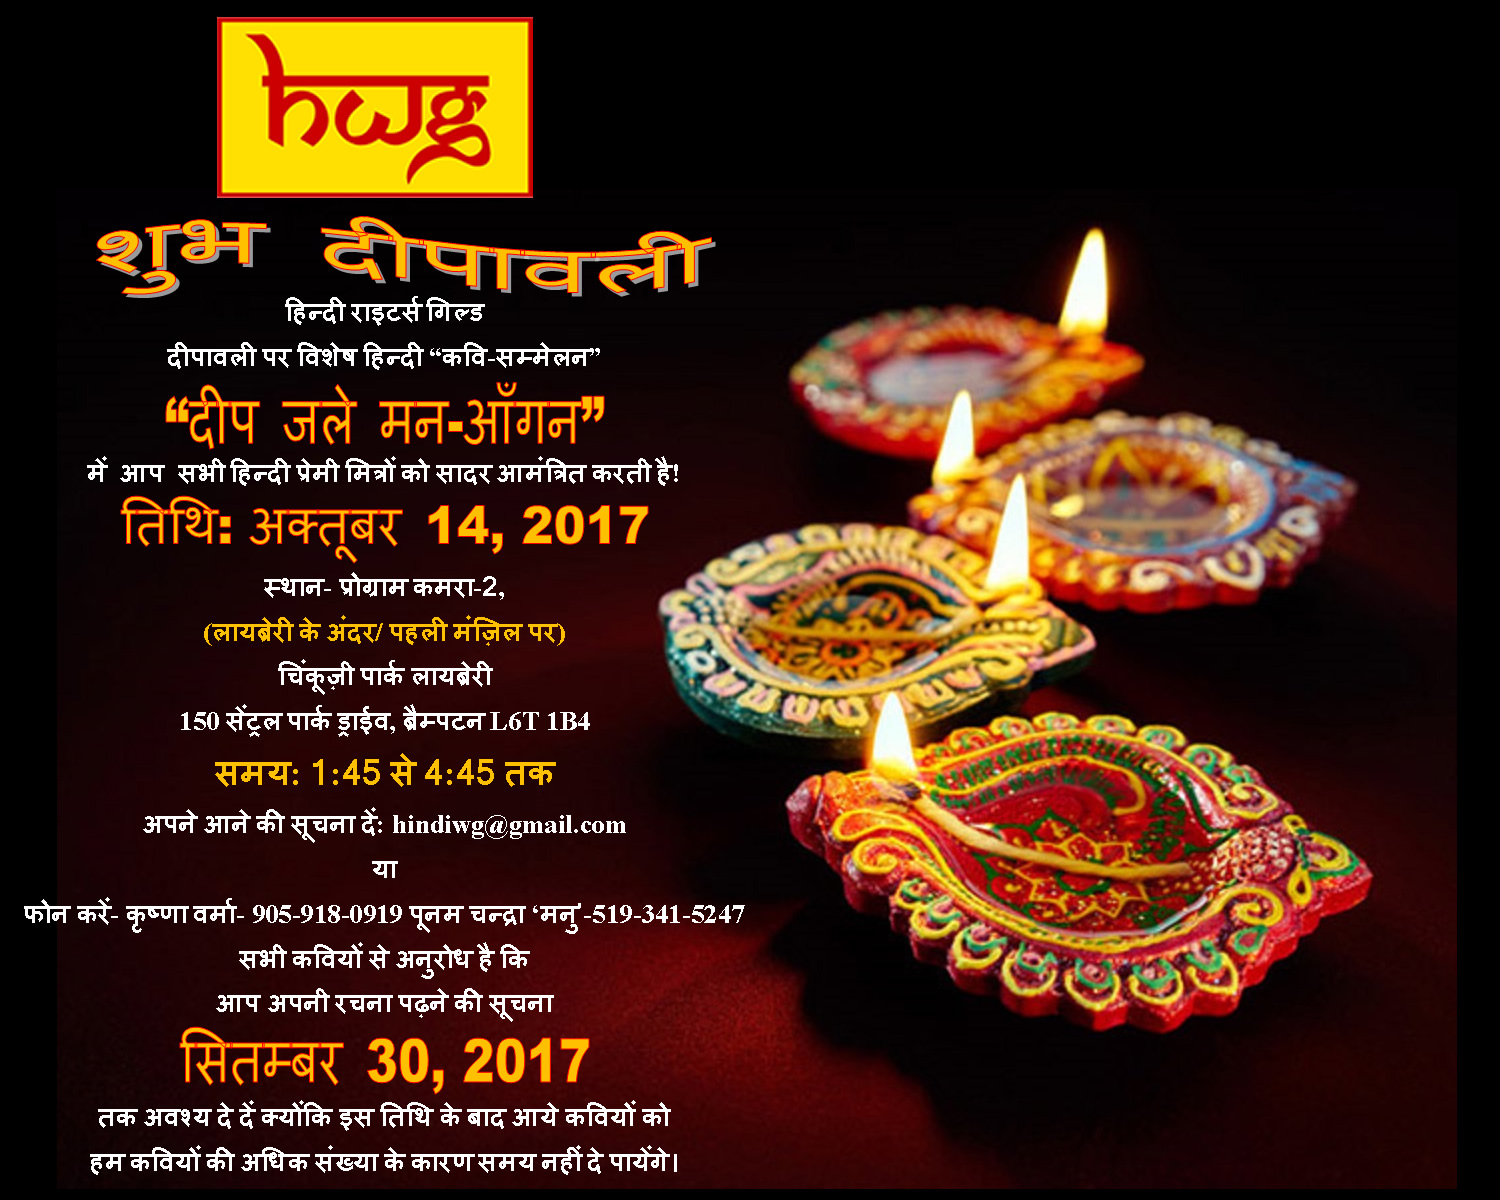 hwg
शुभ दीपावली
हिन्दी राइटर्स गिल्ड
दीपावली पर विशेष हिन्दी “कवि-सम्मेलन”
“दीप जले मन-आँगन”
में आप सभी हिन्दी प्रेमी मित्रों को सादर आमंत्रित करती है!
तिथि: अक्तूबर 14, 2017
स्थान- प्रोग्राम कमरा-2,
(लायब्रेरी के अंदर/ पहली मंज़िल पर)
चिंकूज़ी पार्क लायब्रेरी
150 सेंट्रल पार्क ड्राईव, ब्रैम्पटन L6T 1B4
समय: 1:45 से 4:45 तक
अपने आने की सूचना दें: hindiwg@gmail.com
या
फोन करें- कृष्णा वर्मा- 905-918-0919 पूनम चन्द्रा ‘मनु’-519-341-5247
सभी कवियों से अनुरोध है कि
आप अपनी रचना पढ़ने की सूचना
सितम्बर 30, 2017
तक अवश्य दे दें क्योंकि इस तिथि के बाद आये कवियों को
हम कवियों की अधिक संख्या के कारण समय नहीं दे पायेंगे।